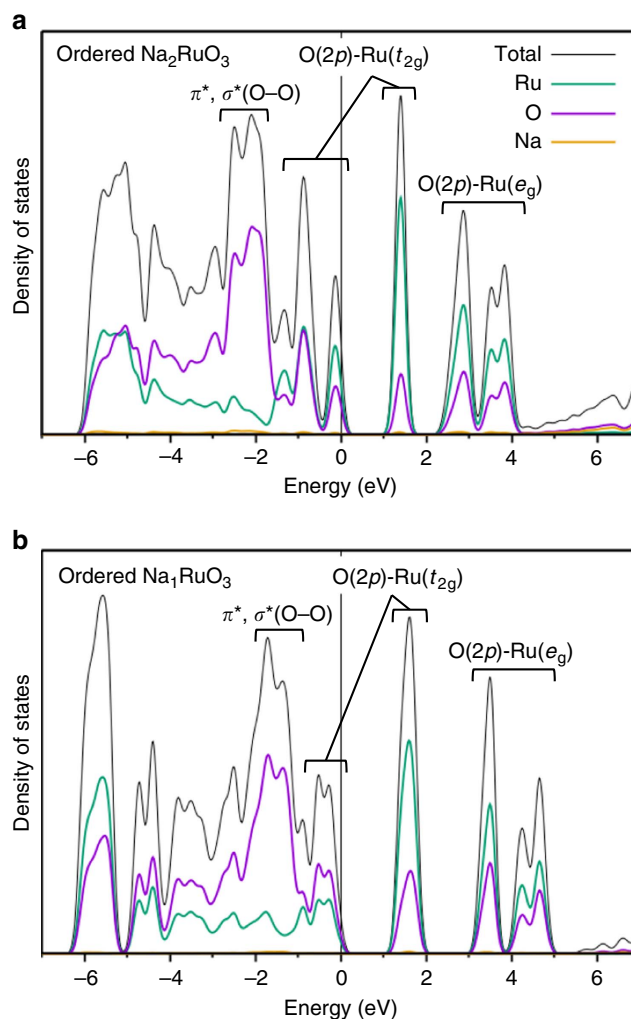 a
Ordered Na₂RuO₃
O(2p)-Ru(t₂g)
Total
Ru
O
Na
π*, σ*(O–O)
O(2p)-Ru(eg)
Density of states
–6 –4 –2 0 2 4 6
Energy (eV)
b
Ordered Na₁RuO₃
O(2p)-Ru(t₂g)
π*, σ*(O–O)
O(2p)-Ru(eg)
Density of states
–6 –4 –2 0 2 4 6
Energy (eV)